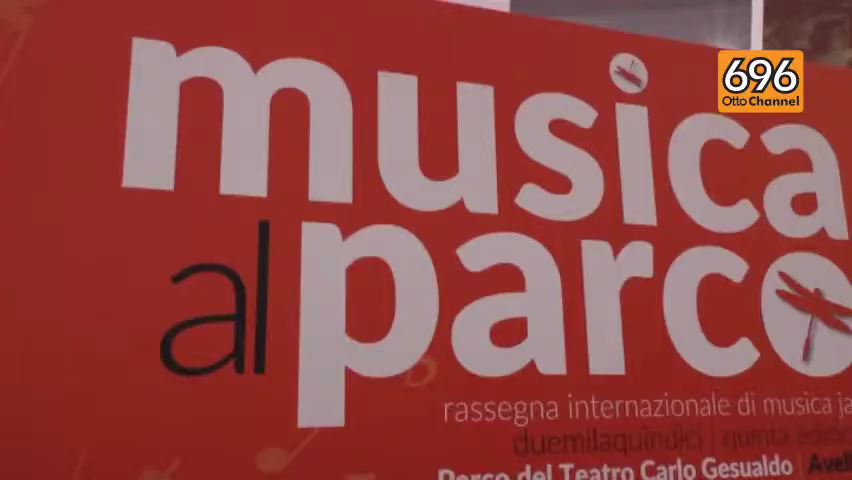 musica
696
Otto Channel
al parco
rassegna internazionale di musica ja
duemilaquindici | quinta edizio
Parco del Teatro Carlo Gesualdo | Avell